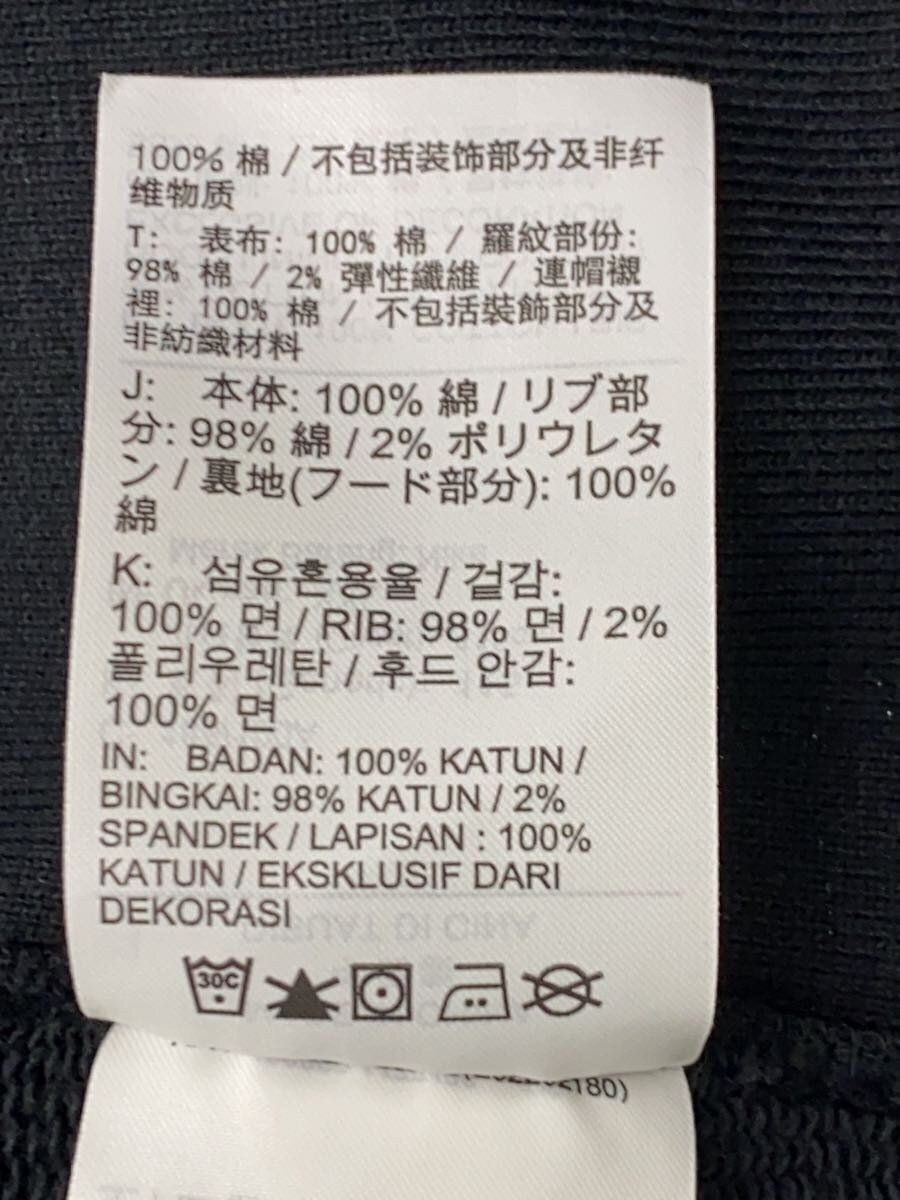 100% 棉 / 不包括装饰部分及非纤
维物质
T: 表布: 100% 棉 / 羅紋部份:
98% 棉 / 2% 彈性纖維 / 連帽襯
裡: 100% 棉 / 不包括裝飾部分及
非紡織材料
J: 本体: 100% 綿 / リブ部
分: 98% 綿 / 2% ポリウレタ
ン / 裏地(フード部分): 100%
綿
K: 섬유혼용율 / 겉감:
100% 면 / RIB: 98% 면 / 2%
폴리우레탄 / 후드 안감:
100% 면
IN: BADAN: 100% KATUN /
BINGKAI: 98% KATUN / 2%
SPANDEK / LAPISAN : 100%
KATUN / EKSKLUSIF DARI
DEKORASI
30C